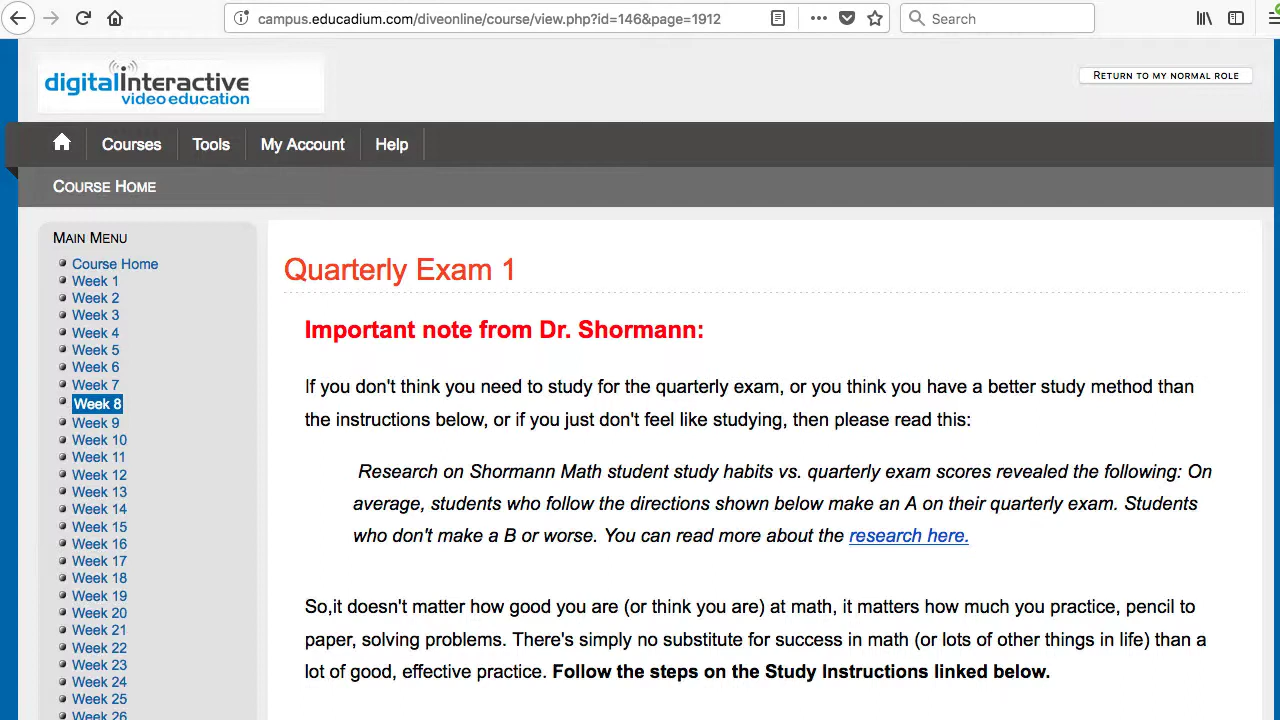 campus.educadium.com/diveonline/course/view.php?id=146&page=1912
Search
digitalinteractive
video education
RETURN TO MY NORMAL ROLE
Courses
Tools
My Account
Help
COURSE HOME
MAIN MENU
Course Home
Week 1
Week 2
Week 3
Week 4
Week 5
Week 6
Week 7
Week 8
Week 9
Week 10
Week 11
Week 12
Week 13
Week 14
Week 15
Week 16
Week 17
Week 18
Week 19
Week 20
Week 21
Week 22
Week 23
Week 24
Week 25
Week 26
Quarterly Exam 1
Important note from Dr. Shormann:
If you don't think you need to study for the quarterly exam, or you think you have a better study method than
the instructions below, or if you just don't feel like studying, then please read this:
Research on Shormann Math student study habits vs. quarterly exam scores revealed the following: On
average, students who follow the directions shown below make an A on their quarterly exam. Students
who don't make a B or worse. You can read more about the research here.
So,it doesn't matter how good you are (or think you are) at math, it matters how much you practice, pencil to
paper, solving problems. There's simply no substitute for success in math (or lots of other things in life) than a
lot of good, effective practice. Follow the steps on the Study Instructions linked below.